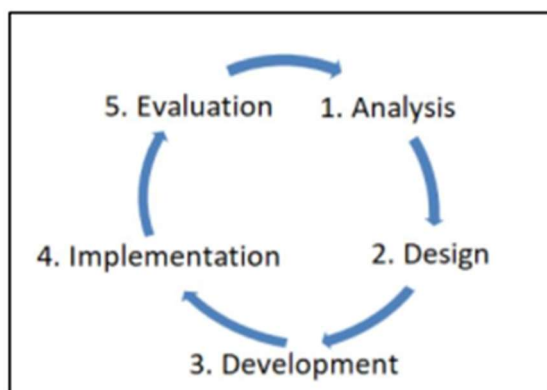 1. Analysis
2. Design
3. Development
4. Implementation
5. Evaluation